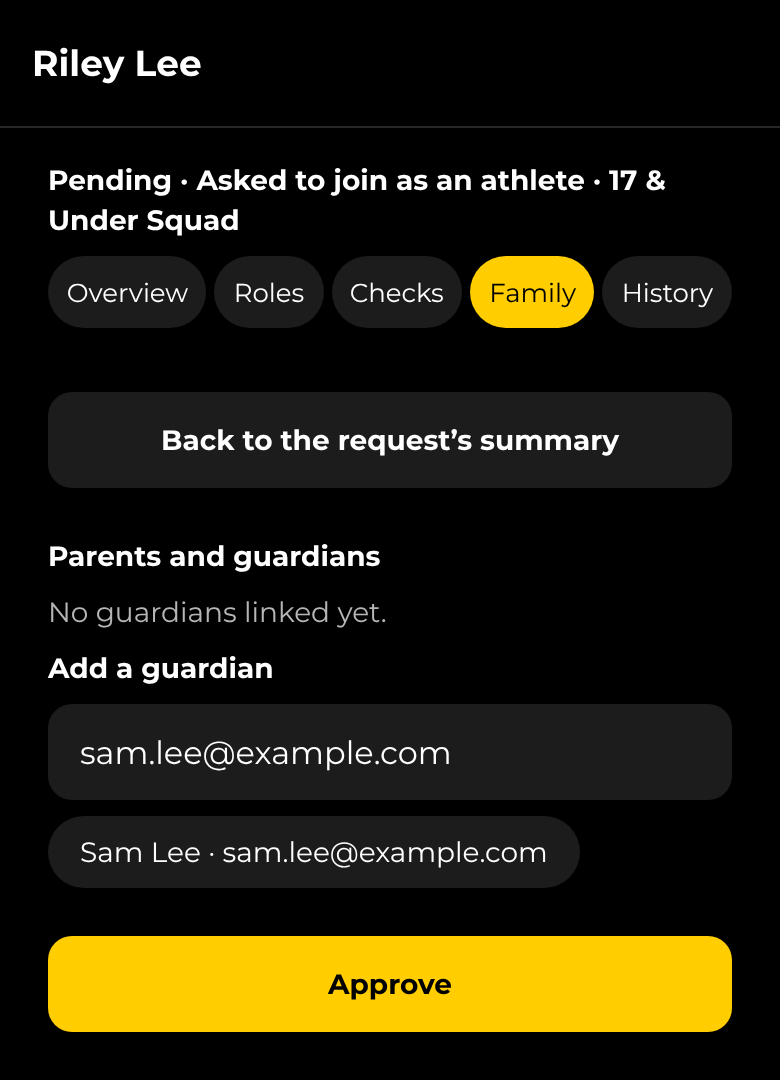 Riley Lee
Pending · Asked to join as an athlete · 17 &
Under Squad
Overview
Roles
Checks
Family
History
Back to the request’s summary
Parents and guardians
No guardians linked yet.
Add a guardian
sam.lee@example.com
Sam Lee · sam.lee@example.com
Approve